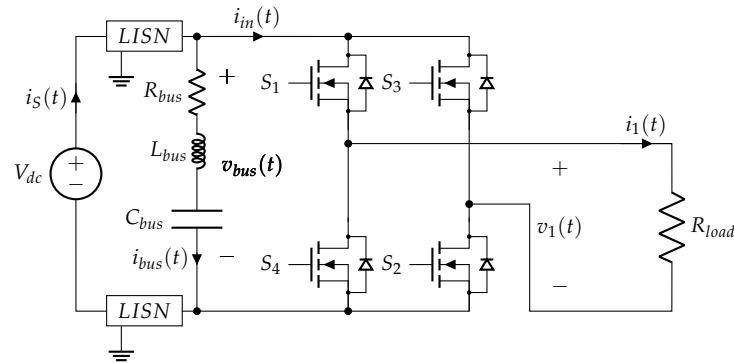 LISN
i_in(t)
i_S(t)
R_bus
+
S_1
S_3
i_1(t)
L_bus
v_bus(t)
V_dc
+
−
+
C_bus
v_1(t)
R_load
i_bus(t)
−
S_4
S_2
−
LISN